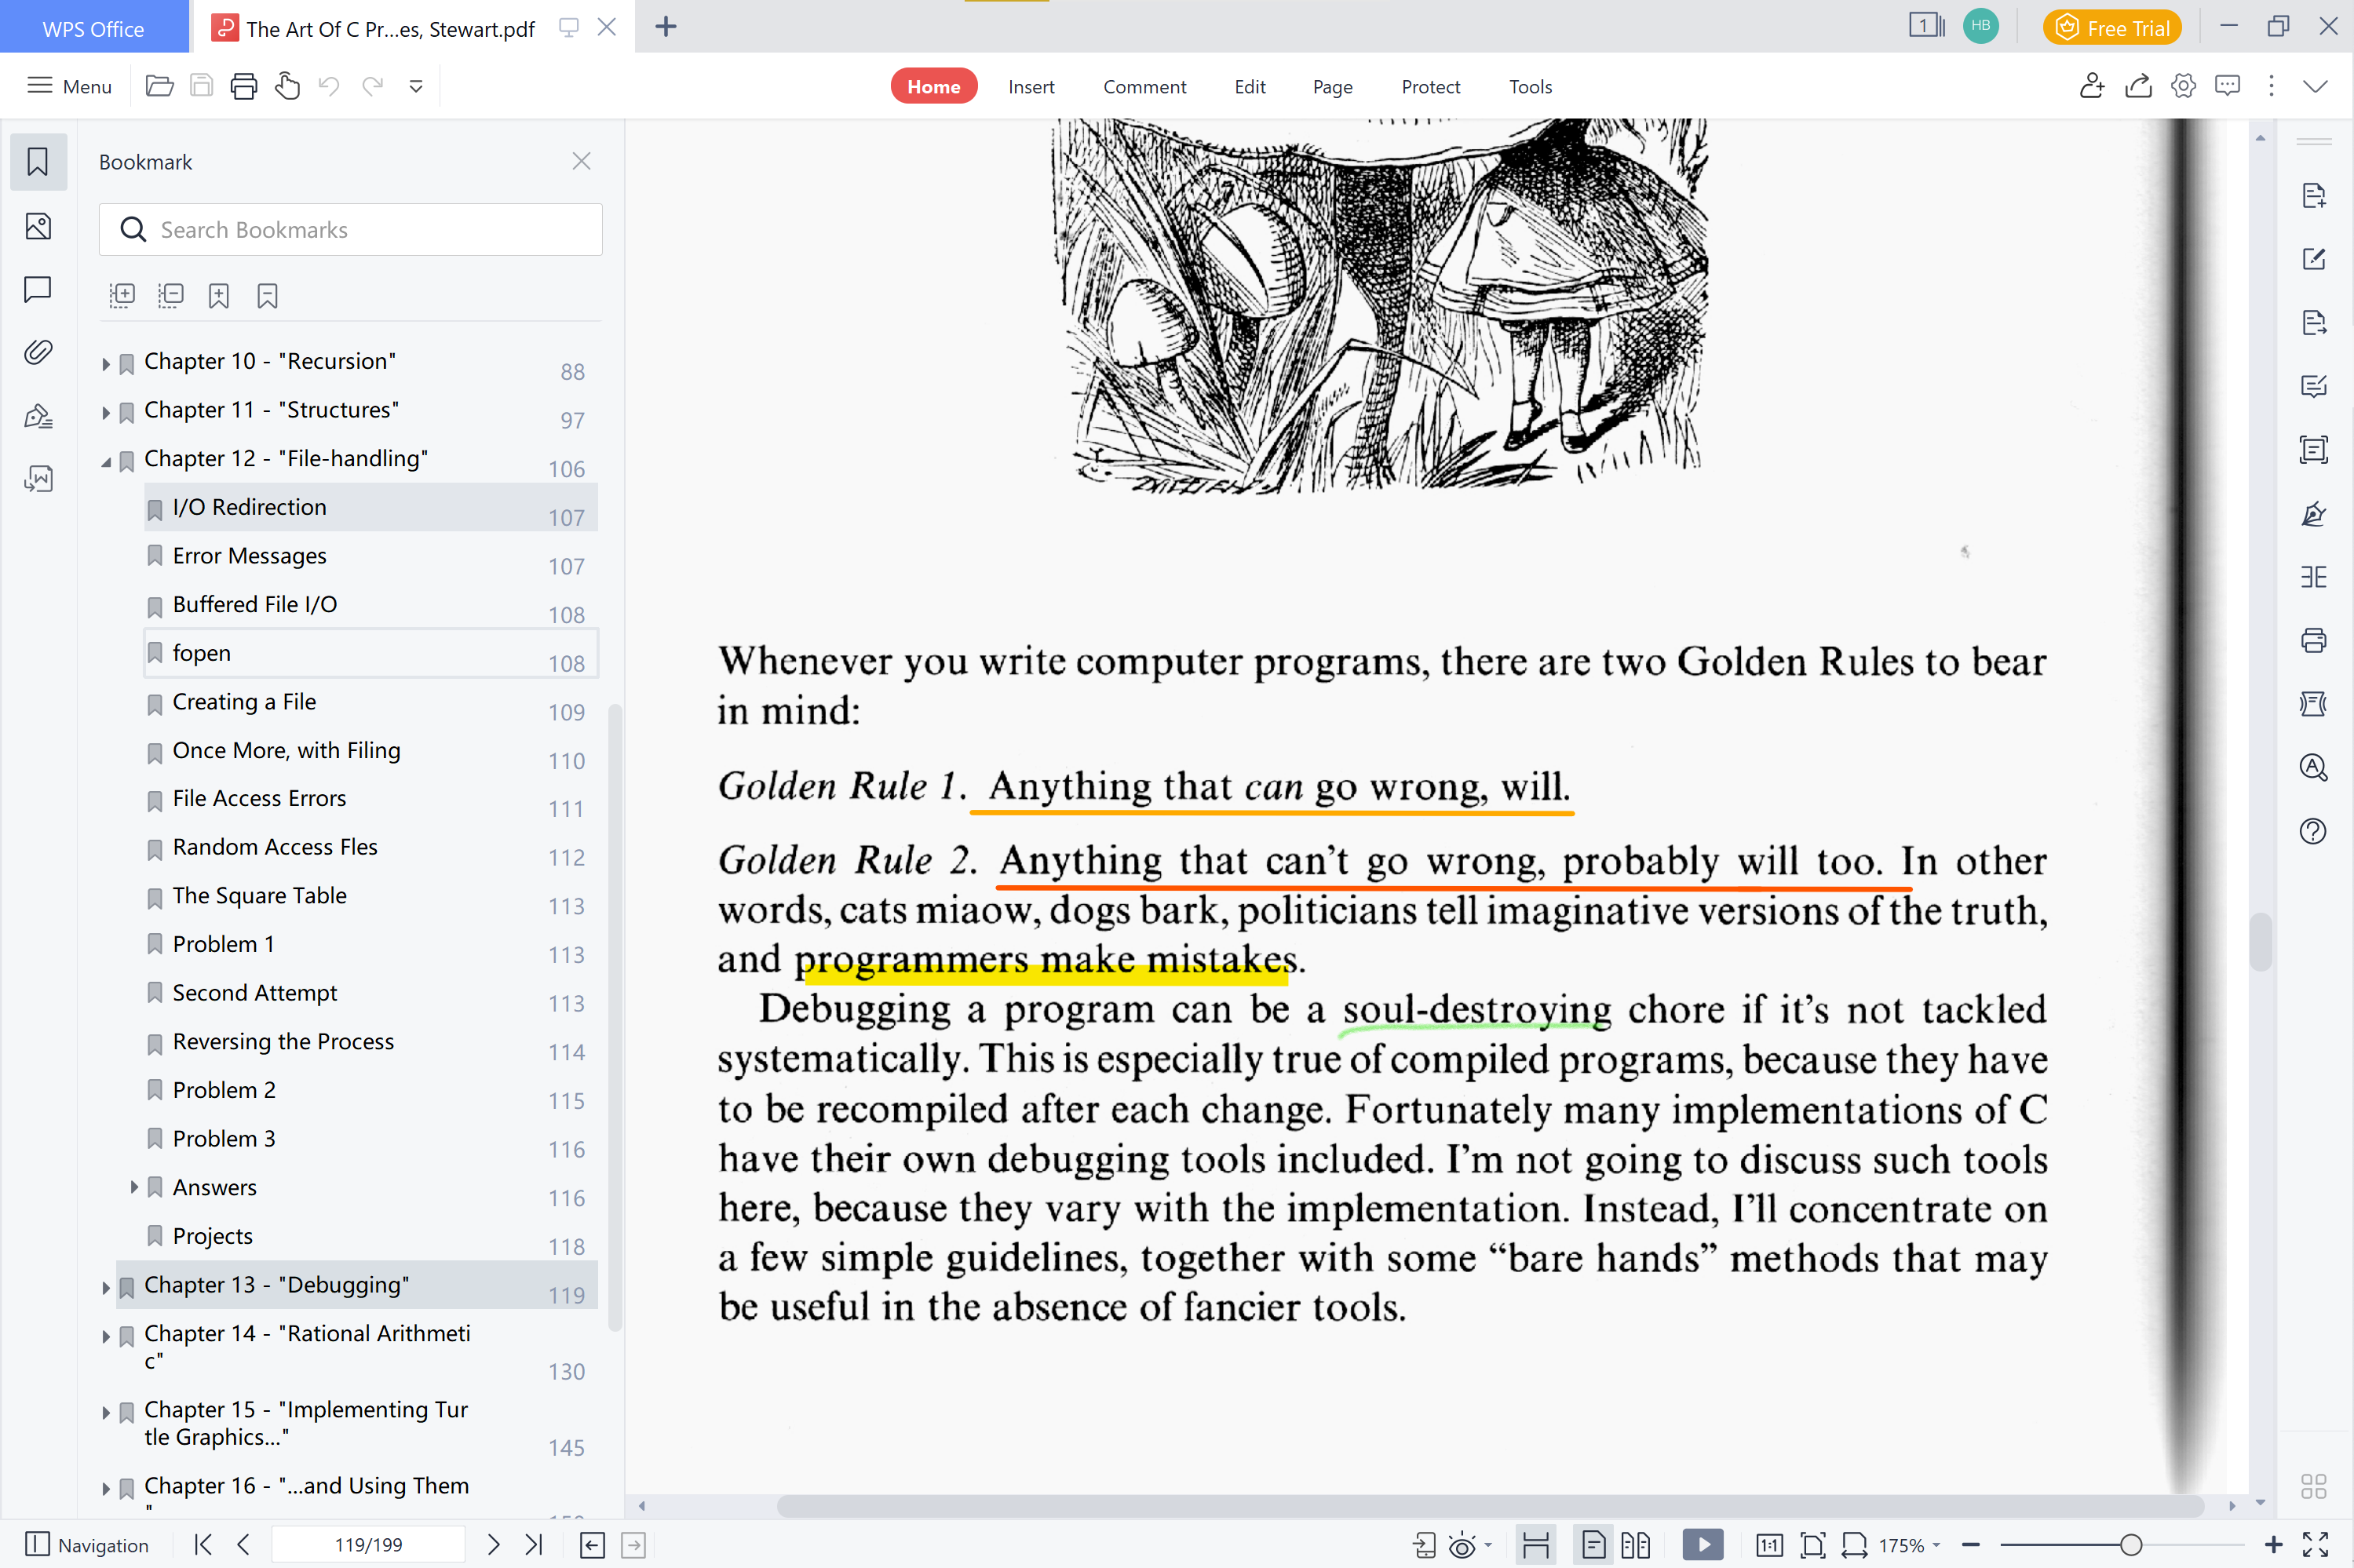 WPS Office
The Art Of C Pr...es, Stewart.pdf
1
HB
Free Trial
Menu
Home
Insert
Comment
Edit
Page
Protect
Tools
Bookmark
Search Bookmarks
Chapter 10 - "Recursion" 88
Chapter 11 - "Structures" 97
Chapter 12 - "File-handling" 106
I/O Redirection 107
Error Messages 107
Buffered File I/O 108
fopen 108
Creating a File 109
Once More, with Filing 110
File Access Errors 111
Random Access Fles 112
The Square Table 113
Problem 1 113
Second Attempt 113
Reversing the Process 114
Problem 2 115
Problem 3 116
Answers 116
Projects 118
Chapter 13 - "Debugging" 119
Chapter 14 - "Rational Arithmeti
c" 130
Chapter 15 - "Implementing Tur
tle Graphics..." 145
Chapter 16 - "...and Using Them
"
Whenever you write computer programs, there are two Golden Rules to bear
in mind:
Golden Rule 1. Anything that can go wrong, will.
Golden Rule 2. Anything that can't go wrong, probably will too. In other
words, cats miaow, dogs bark, politicians tell imaginative versions of the truth,
and programmers make mistakes.
Debugging a program can be a soul-destroying chore if it's not tackled
systematically. This is especially true of compiled programs, because they have
to be recompiled after each change. Fortunately many implementations of C
have their own debugging tools included. I'm not going to discuss such tools
here, because they vary with the implementation. Instead, I'll concentrate on
a few simple guidelines, together with some “bare hands” methods that may
be useful in the absence of fancier tools.
Navigation
119/199
1:1
175%